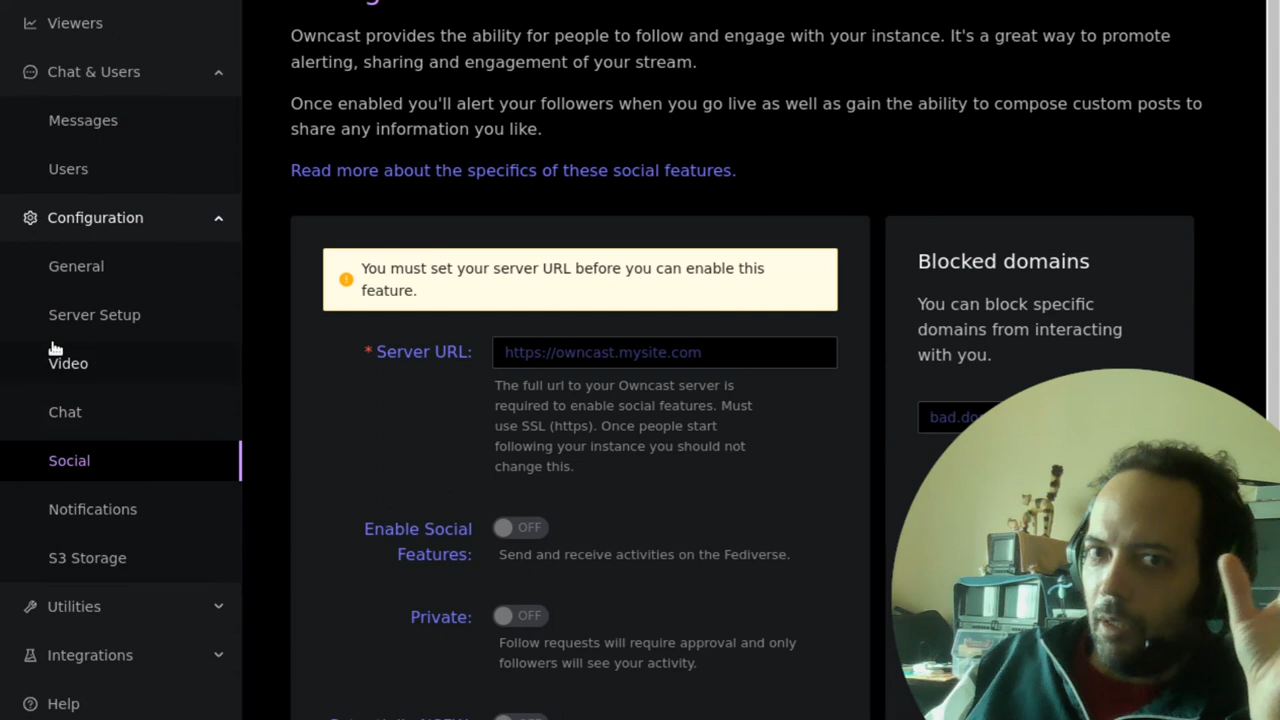 Viewers
Chat & Users
Messages
Users
Configuration
General
Server Setup
Video
Chat
Social
Notifications
S3 Storage
Utilities
Integrations
Help
Owncast provides the ability for people to follow and engage with your instance. It's a great way to promote
alerting, sharing and engagement of your stream.
Once enabled you'll alert your followers when you go live as well as gain the ability to compose custom posts to
share any information you like.
Read more about the specifics of these social features.
You must set your server URL before you can enable this
feature.
* Server URL:
https://owncast.mysite.com
The full url to your Owncast server is
required to enable social features. Must
use SSL (https). Once people start
following your instance you should not
change this.
Enable Social
Features:
OFF
Send and receive activities on the Fediverse.
Private:
OFF
Follow requests will require approval and only
followers will see your activity.
Blocked domains
You can block specific
domains from interacting
with you.